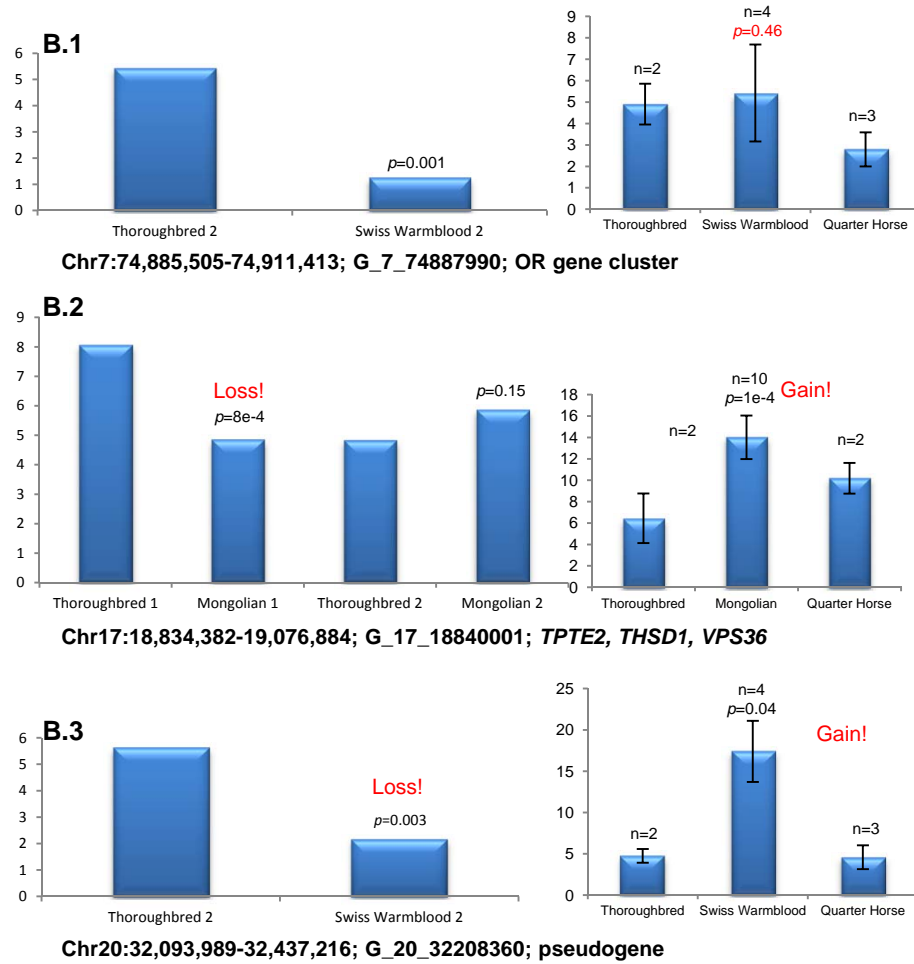 B.1
6
5
4
3
2
1
0
p=0.001
Thoroughbred 2 Swiss Warmblood 2
9
8
7
6
5
4
3
2
1
0
n=2
n=4
p=0.46
n=3
Thoroughbred Swiss Warmblood Quarter Horse
Chr7:74,885,505-74,911,413; G_7_74887990; OR gene cluster
B.2
9
8
7
6
5
4
3
2
1
0
Loss!
p=8e-4
p=0.15
Thoroughbred 1 Mongolian 1 Thoroughbred 2 Mongolian 2
18
16
14
12
10
8
6
4
2
0
n=2
n=10
p=1e-4
Gain!
n=2
Thoroughbred Mongolian Quarter Horse
Chr17:18,834,382-19,076,884; G_17_18840001; TPTE2, THSD1, VPS36
B.3
6
5
4
3
2
1
0
Loss!
p=0.003
Thoroughbred 2 Swiss Warmblood 2
25
20
15
10
5
0
n=2
n=4
p=0.04
Gain!
n=3
Thoroughbred Swiss Warmblood Quarter Horse
Chr20:32,093,989-32,437,216; G_20_32208360; pseudogene